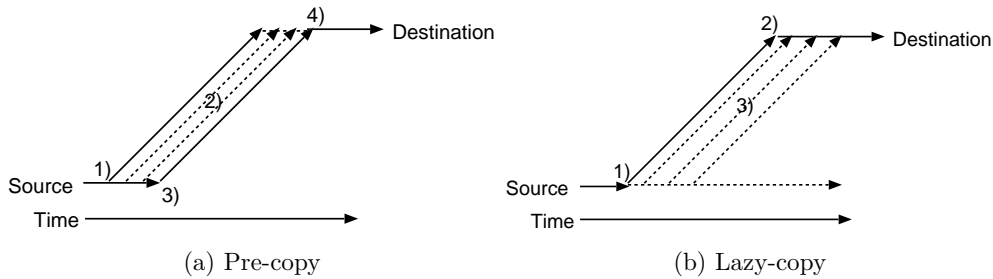 4)
Destination
2)
1)
Source
3)
Time
(a) Pre-copy
2)
Destination
3)
1)
Source
Time
(b) Lazy-copy